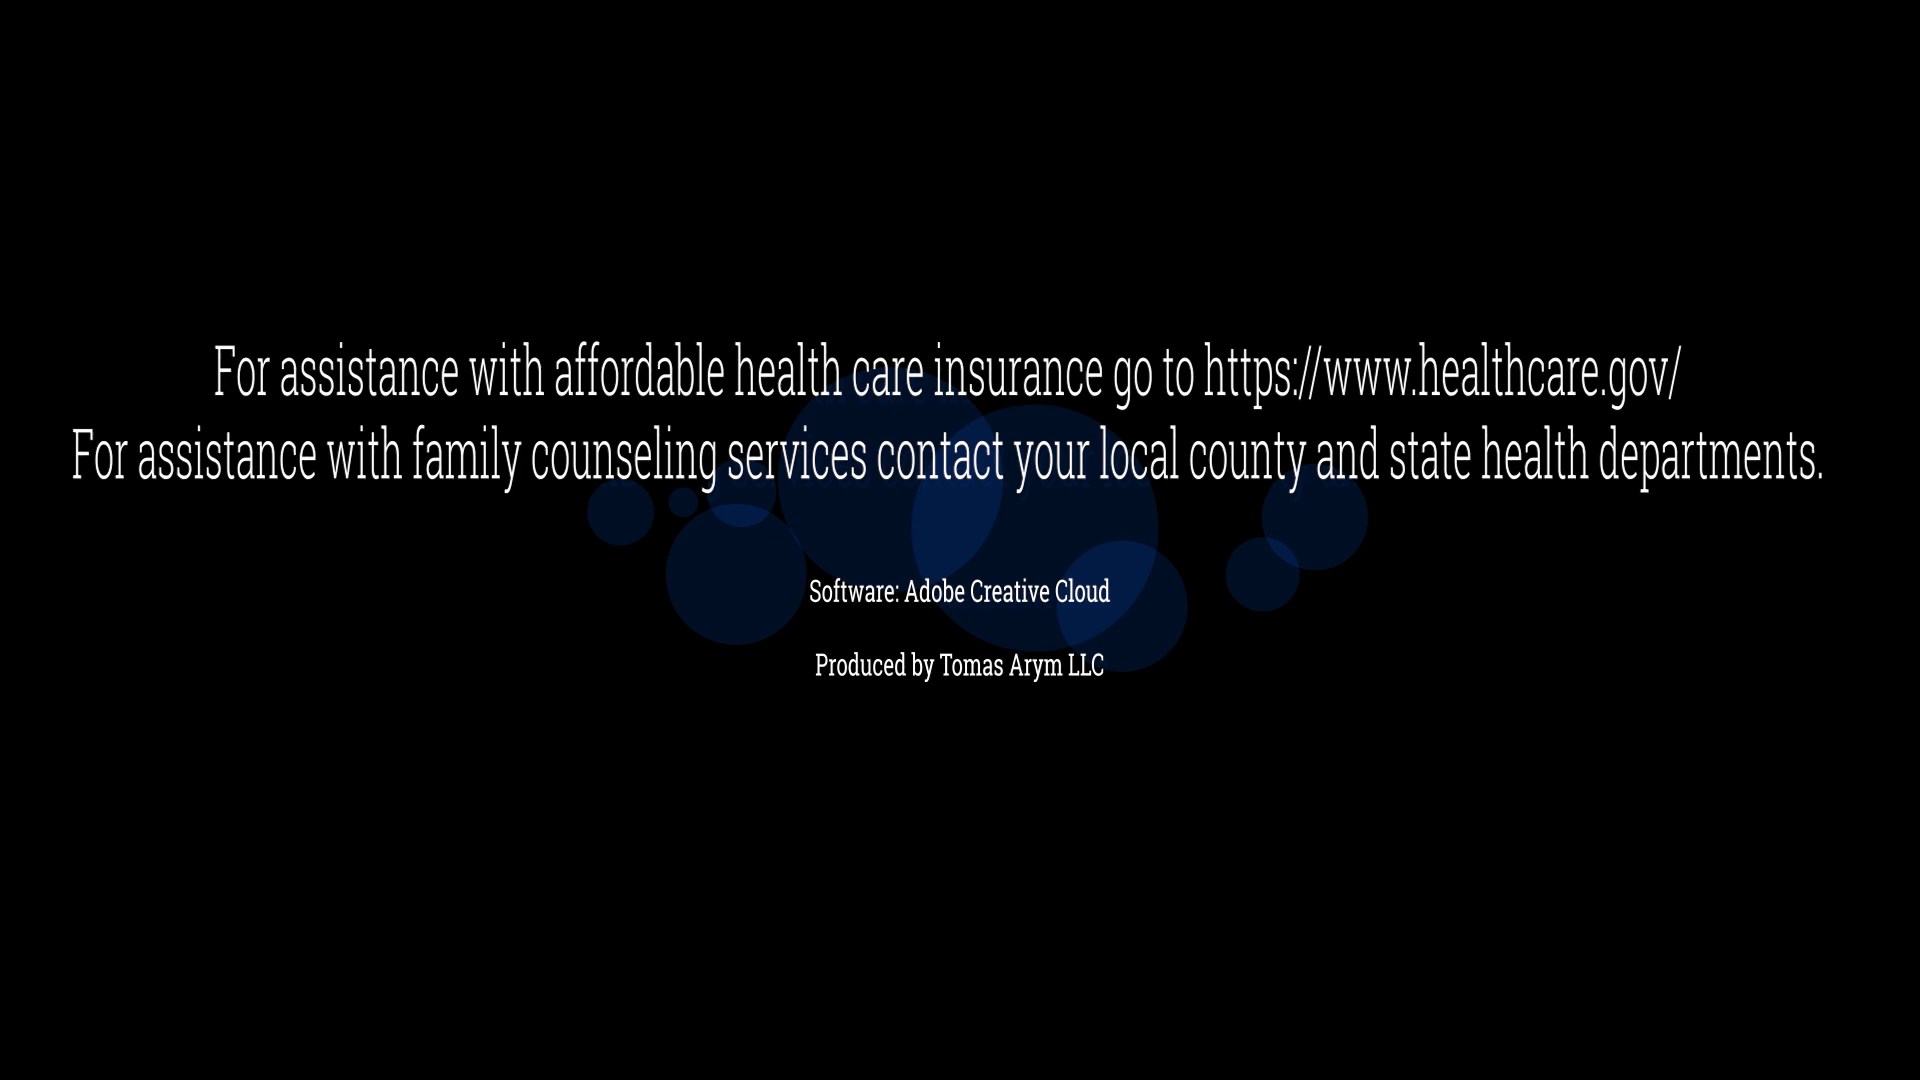 For assistance with affordable health care insurance go to https://www.healthcare.gov/
For assistance with family counseling services contact your local county and state health departments.
Software: Adobe Creative Cloud
Produced by Tomas Arym LLC